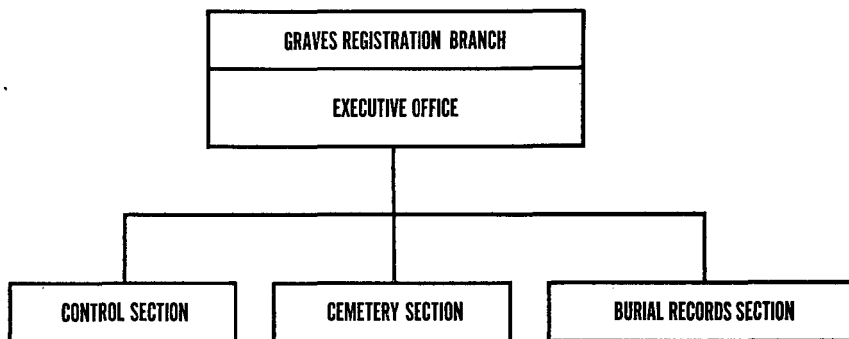 GRAVES REGISTRATION BRANCH
EXECUTIVE OFFICE
CONTROL SECTION
CEMETERY SECTION
BURIAL RECORDS SECTION